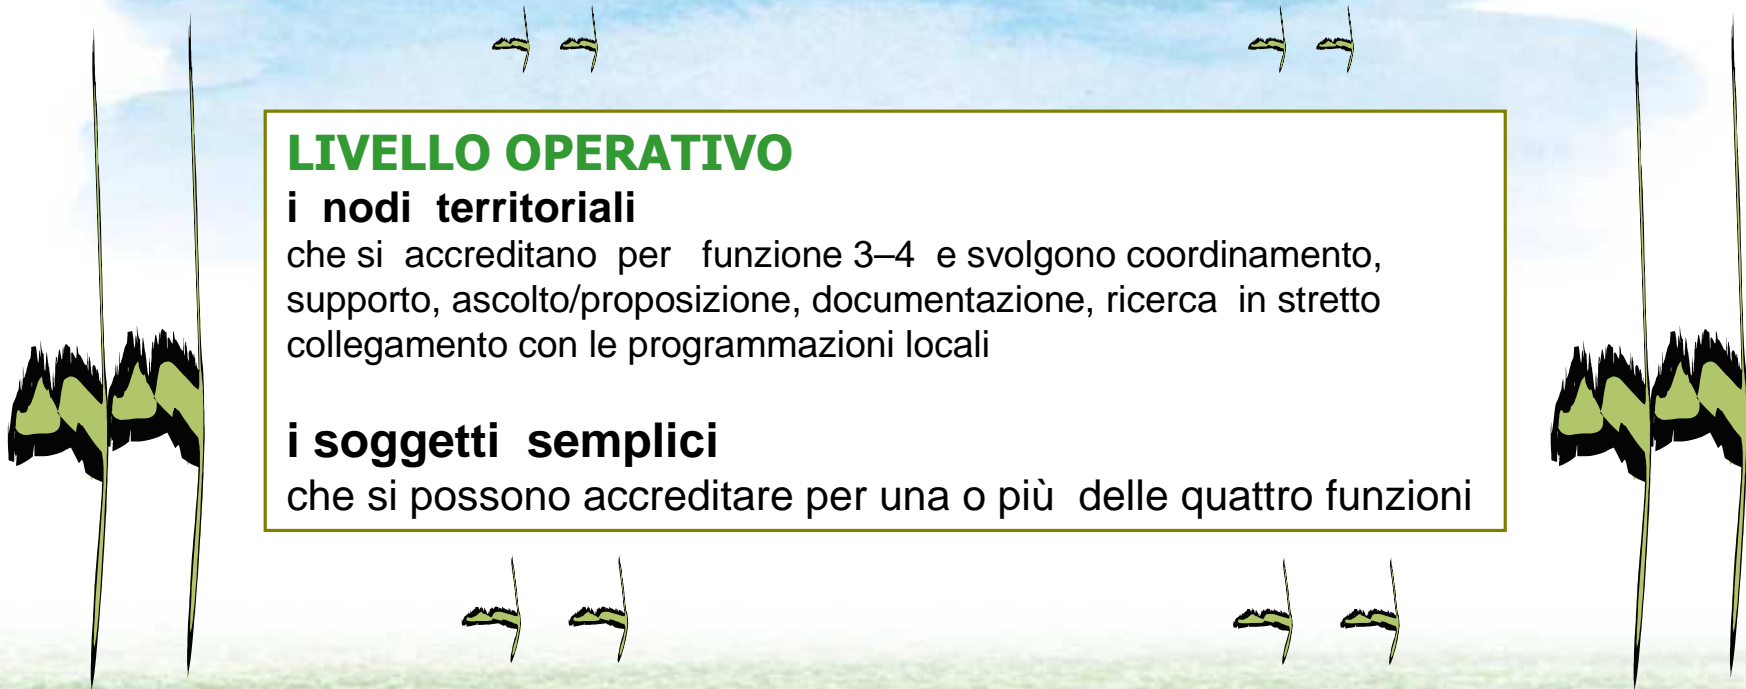 LIVELLO OPERATIVO
i nodi territoriali
che si accreditano per funzione 3–4 e svolgono coordinamento,
supporto, ascolto/proposizione, documentazione, ricerca in stretto
collegamento con le programmazioni locali
i soggetti semplici
che si possono accreditare per una o più delle quattro funzioni